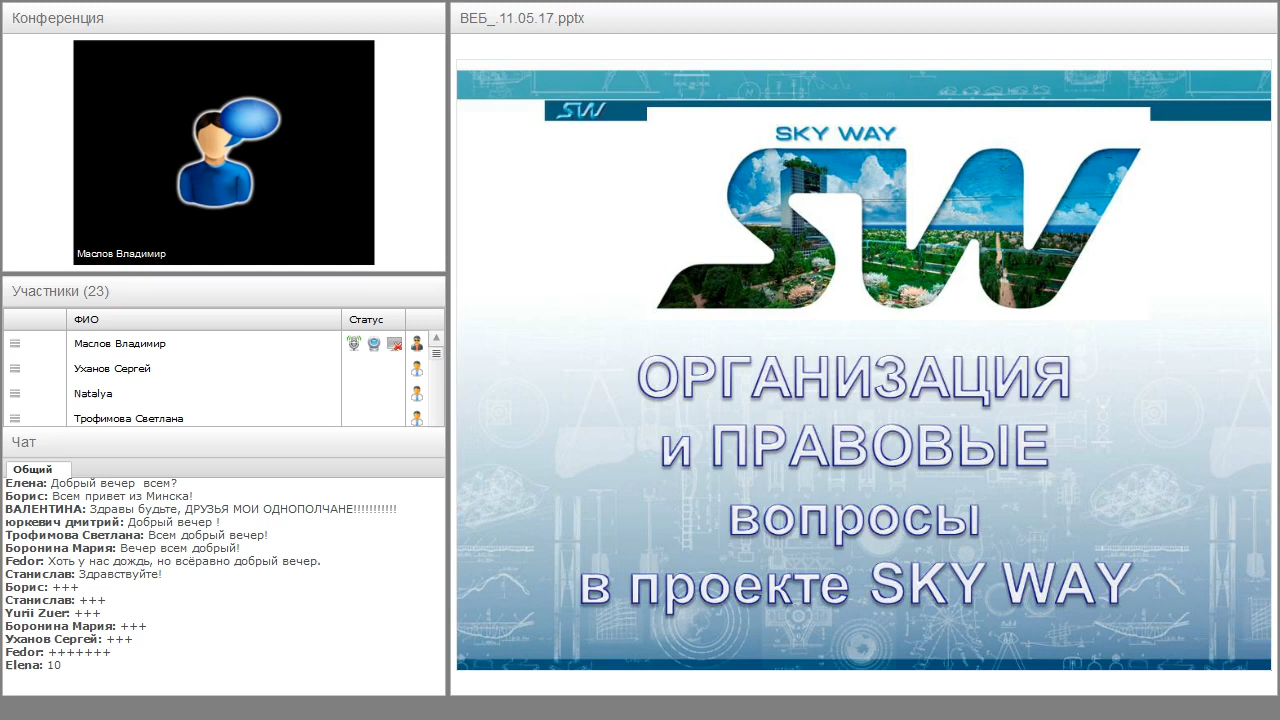 Конференция
Маслов Владимир
Участники (23)
ФИО
Статус
Маслов Владимир
Уханов Сергей
Natalya
Трофимова Светлана
Чат
Общий
Елена: Добрый вечер всем?
Борис: Всем привет из Минска!
ВАЛЕНТИНА: Здравы будьте, ДРУЗЬЯ МОИ ОДНОПОЛЧАНЕ!!!!!!!!!!!
юркевич дмитрий: Добрый вечер !
Трофимова Светлана: Всем добрый вечер!
Боронина Мария: Вечер всем добрый!
Fedor: Хоть у нас дождь, но всёравно добрый вечер.
Станислав: Здравствуйте!
Борис: +++
Станислав: +++
Yurii Zuer: +++
Боронина Мария: +++
Уханов Сергей: +++
Fedor: +++++++
Elena: 10
ВЕБ_.11.05.17.pptx
SW
SKY WAY
SW
ОРГАНИЗАЦИЯ
и ПРАВОВЫЕ
вопросы
в проекте SKY WAY